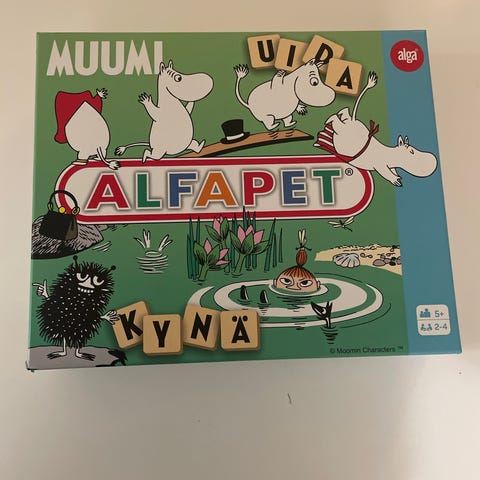 MUUMI
UIDA
alga
ALFAPET®
KYNÄ
5+
2-4
© Moomin Characters ™